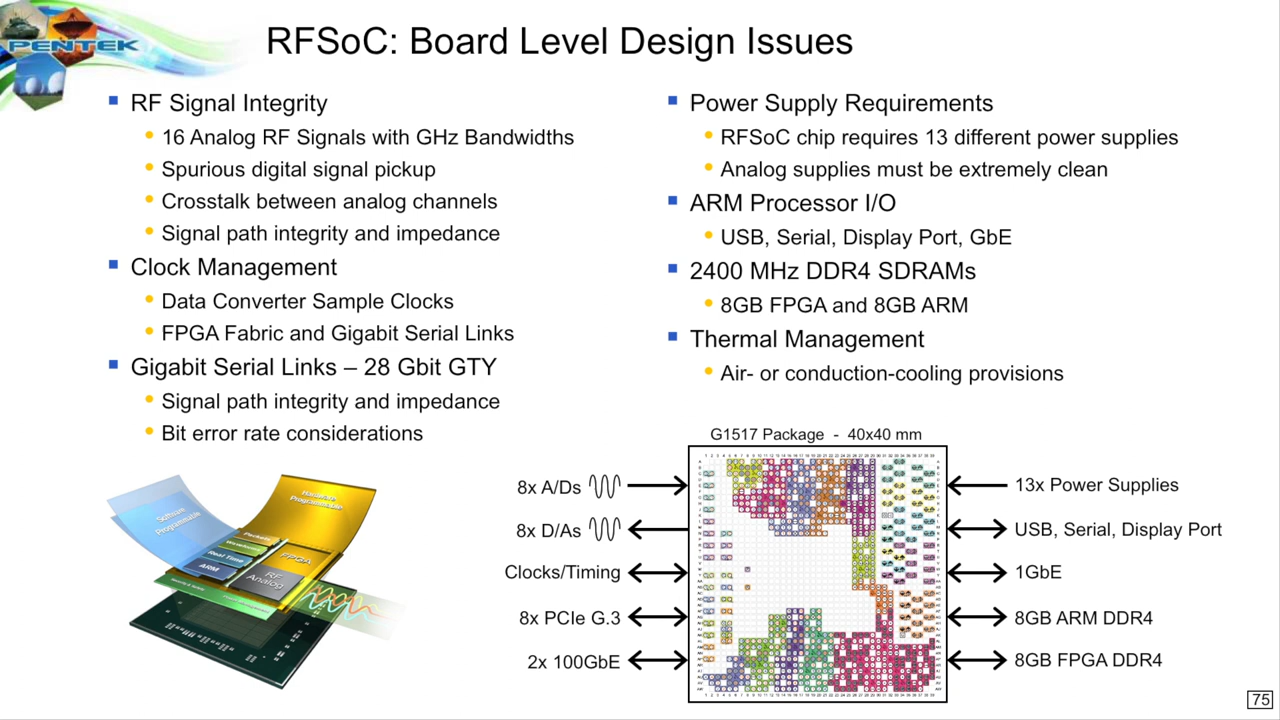 PENTEK
RFSoC: Board Level Design Issues
RF Signal Integrity
16 Analog RF Signals with GHz Bandwidths
Spurious digital signal pickup
Crosstalk between analog channels
Signal path integrity and impedance
Clock Management
Data Converter Sample Clocks
FPGA Fabric and Gigabit Serial Links
Gigabit Serial Links – 28 Gbit GTY
Signal path integrity and impedance
Bit error rate considerations
Power Supply Requirements
RFSoC chip requires 13 different power supplies
Analog supplies must be extremely clean
ARM Processor I/O
USB, Serial, Display Port, GbE
2400 MHz DDR4 SDRAMs
8GB FPGA and 8GB ARM
Thermal Management
Air- or conduction-cooling provisions
Software
Programmable
Hardware
Programmable
Real Time
ARM
FPGA
RF
Analog
G1517 Package - 40x40 mm
8x A/Ds
8x D/As
Clocks/Timing
8x PCIe G.3
2x 100GbE
13x Power Supplies
USB, Serial, Display Port
1GbE
8GB ARM DDR4
8GB FPGA DDR4
75